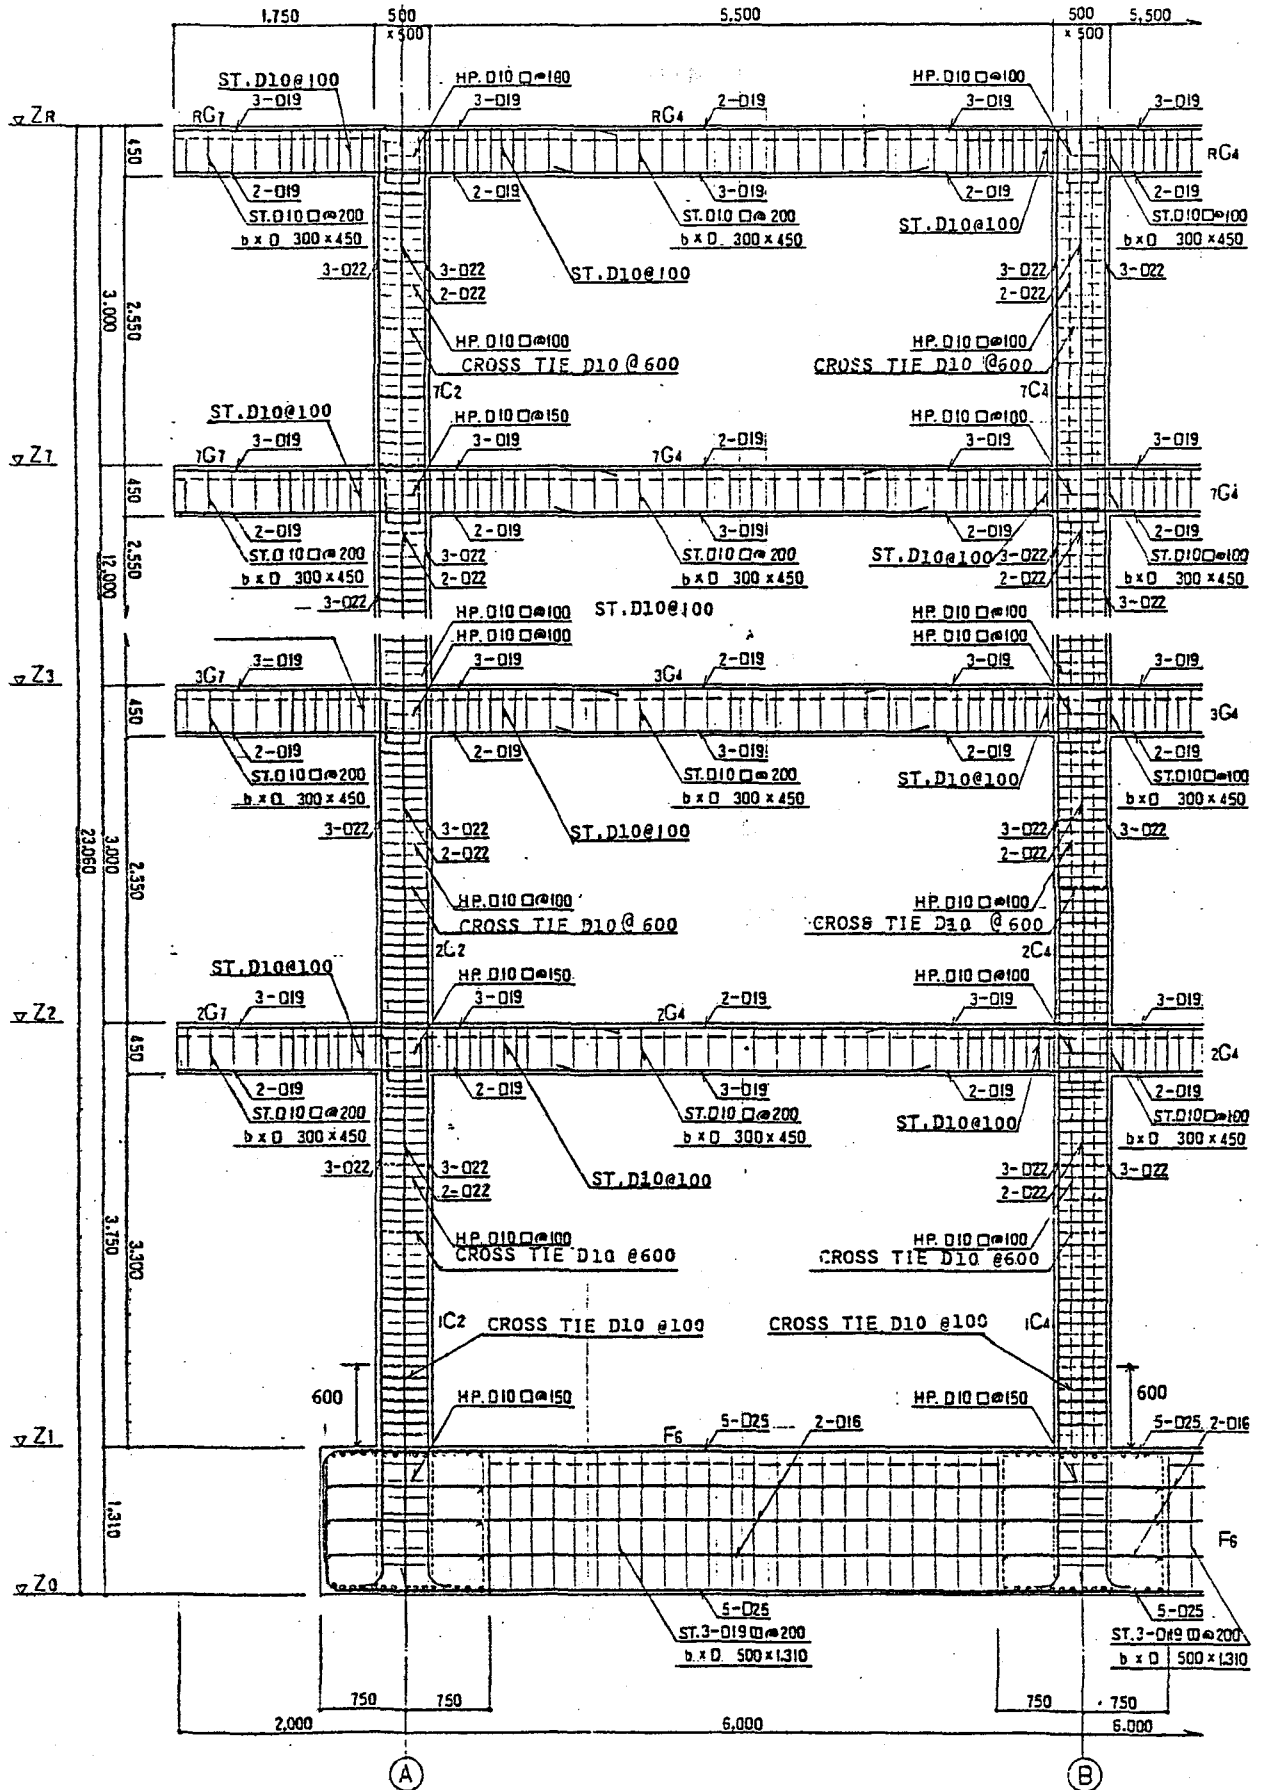 1.750 500 5.500 500 5.500
x 500 x 500
ST.D10@100 HP.D10 □@100 HP.D10 □@100
3-D19 3-D19 2-D19 3-D19 3-D19
▽ZR RG7 RG4
450 RG4
2-D19 2-D19 3-D19 2-D19 2-D19
ST.D10 □@200 ST.D10 □@200 ST.D10@100 ST.D10□@100
b x D 300 x 450 b x D 300 x 450 b x D 300 x 450
3-D22 3-D22 ST.D10@100 3-D22 3-D22
2-D22 2-D22
3.000 2.550
HP.D10 □@100 HP.D10 □@100
CROSS TIE D10 @600 CROSS TIE D10 @600
7C2 7C4
ST.D10@100 HP.D10 □@150 HP.D10 □@100
3-D19 3-D19 2-D19 3-D19 3-D19
▽Z7 7G7 7G4
450 7G4
2-D19 2-D19 3-D19 2-D19 2-D19
ST.D10 □@200 3-D22 ST.D10 □@200 ST.D10@100 3-D22 ST.D10□@100
b x D 300 x 450 2-D22 b x D 300 x 450 2-D22 b x D 300 x 450
12.000 2.550
3-D22 3-D22
HP.D10 □@100 ST.D10@100 HP.D10 □@100
HP.D10 □@100 HP.D10 □@100
3-D19 3-D19 2-D19 3-D19 3-D19
▽Z3 3G7 3G4
450 3G4
2-D19 2-D19 3-D19 2-D19 2-D19
ST.D10 □@200 ST.D10 □@200 ST.D10@100 ST.D10□@100
b x D 300 x 450 b x D 300 x 450 b x D 300 x 450
3-D22 3-D22 ST.D10@100 3-D22 3-D22
2-D22 2-D22
23.060 3.000 2.550
HP.D10 □@100 HP.D10 □@100
CROSS TIE D10 @600 CROSS TIE D10 @600
2C2 2C4
ST.D10@100 HP.D10 □@150 HP.D10 □@100
3-D19 3-D19 2-D19 3-D19 3-D19
▽Z2 2G7 2G4
450 2G4
2-D19 2-D19 3-D19 2-D19 2-D19
ST.D10 □@200 ST.D10 □@200 ST.D10@100 ST.D10□@100
b x D 300 x 450 b x D 300 x 450 b x D 300 x 450
3-D22 3-D22 ST.D10@100 3-D22 3-D22
2-D22 2-D22
3.750 3.300
HP.D10 □@100 HP.D10 □@100
CROSS TIE D10 @600 CROSS TIE D10 @600
1C2 CROSS TIE D10 @100 CROSS TIE D10 @100 1C4
600 HP.D10 □@150 HP.D10 □@150 600
▽Z1 F6 5-D25 2-D16 5-D25 2-D16
1.310 F6
▽Z0
5-D25 5-D25
ST.3-D19 @200 ST.3-D19 @200
b x D 500 x 1.310 b x D 500 x 1.310
750 750 750 750
2.000 6.000 6.000
A B